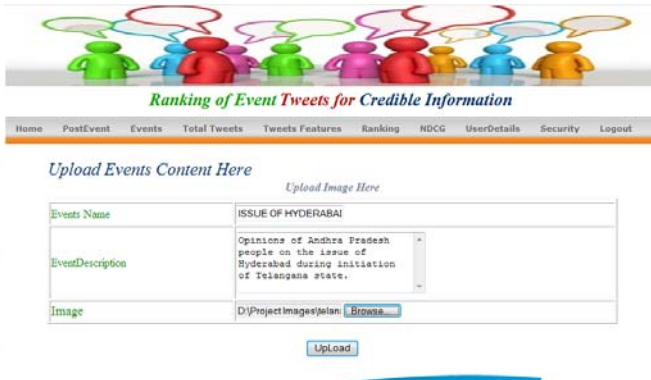 Ranking of Event Tweets for Credible Information
Home PostEvent Events Total Tweets Tweets Features Ranking NDCG UserDetails Security Logout
Upload Events Content Here
Upload Image Here
Events Name ISSUE OF HYDERABAI
EventDescription Opinions of Andhra Pradesh
people on the issue of
Hyderabad during initiation
of Telangana state.
Image D:\Project Images\telan Browse...
UpLoad